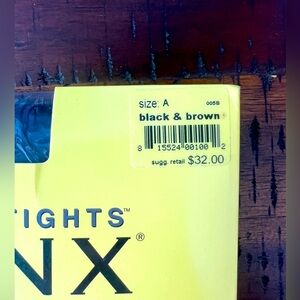 size: A 005B
black & brown
8 15524 00100 2
sugg. retail $32.00
TIGHTS™
NX®